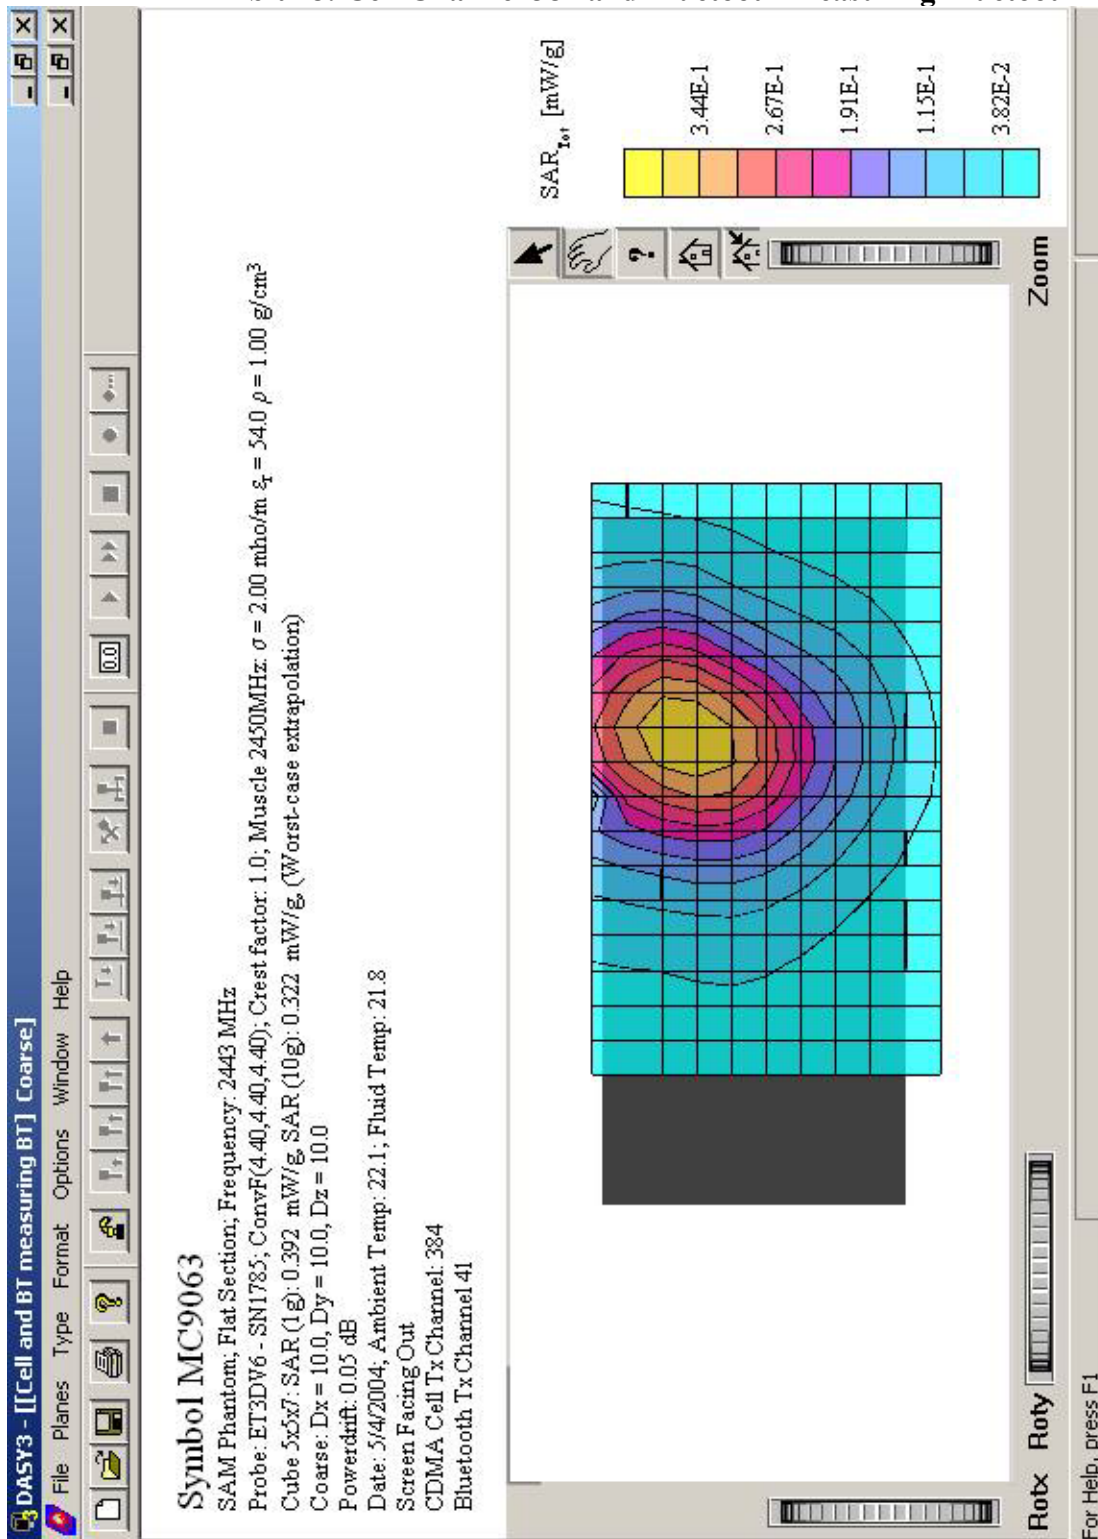 DASY3 - [[Cell and BT measuring BT] Coarse]
File Planes Type Format Options Window Help
Symbol MC9063
SAM Phantom; Flat Section; Frequency: 2443 MHz
Probe: ET3DV6 - SN1785; ConvF(4.40,4.40,4.40); Crest factor: 1.0; Muscle 2450MHz: σ = 2.00 mho/m εr = 54.0 ρ = 1.00 g/cm³
Cube 5x5x7: SAR (1g): 0.392 mW/g, SAR (10g): 0.322 mW/g, (Worst-case extrapolation)
Coarse: Dx = 10.0, Dy = 10.0, Dz = 10.0
Powerdrift: 0.05 dB
Date: 5/4/2004; Ambient Temp: 22.1; Fluid Temp: 21.8
Screen Facing Out
CDMA Cell Tx Channel: 384
Bluetooth Tx Channel 41
SARTot [mW/g]
3.44E-1
2.67E-1
1.91E-1
1.15E-1
3.82E-2
Rotx Roty Zoom
For Help, press F1